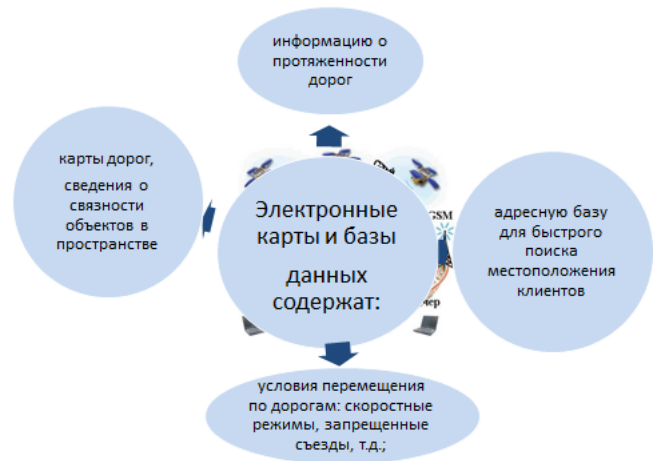 информацию о
протяженности
дорог
карты дорог,
сведения о
связности
объектов в
пространстве
Электронные
карты и базы
данных
содержат:
GSM
адресную базу
для быстрого
поиска
местоположения
клиентов
условия перемещения
по дорогам: скоростные
режимы, запрещенные
съезды, т.д.;